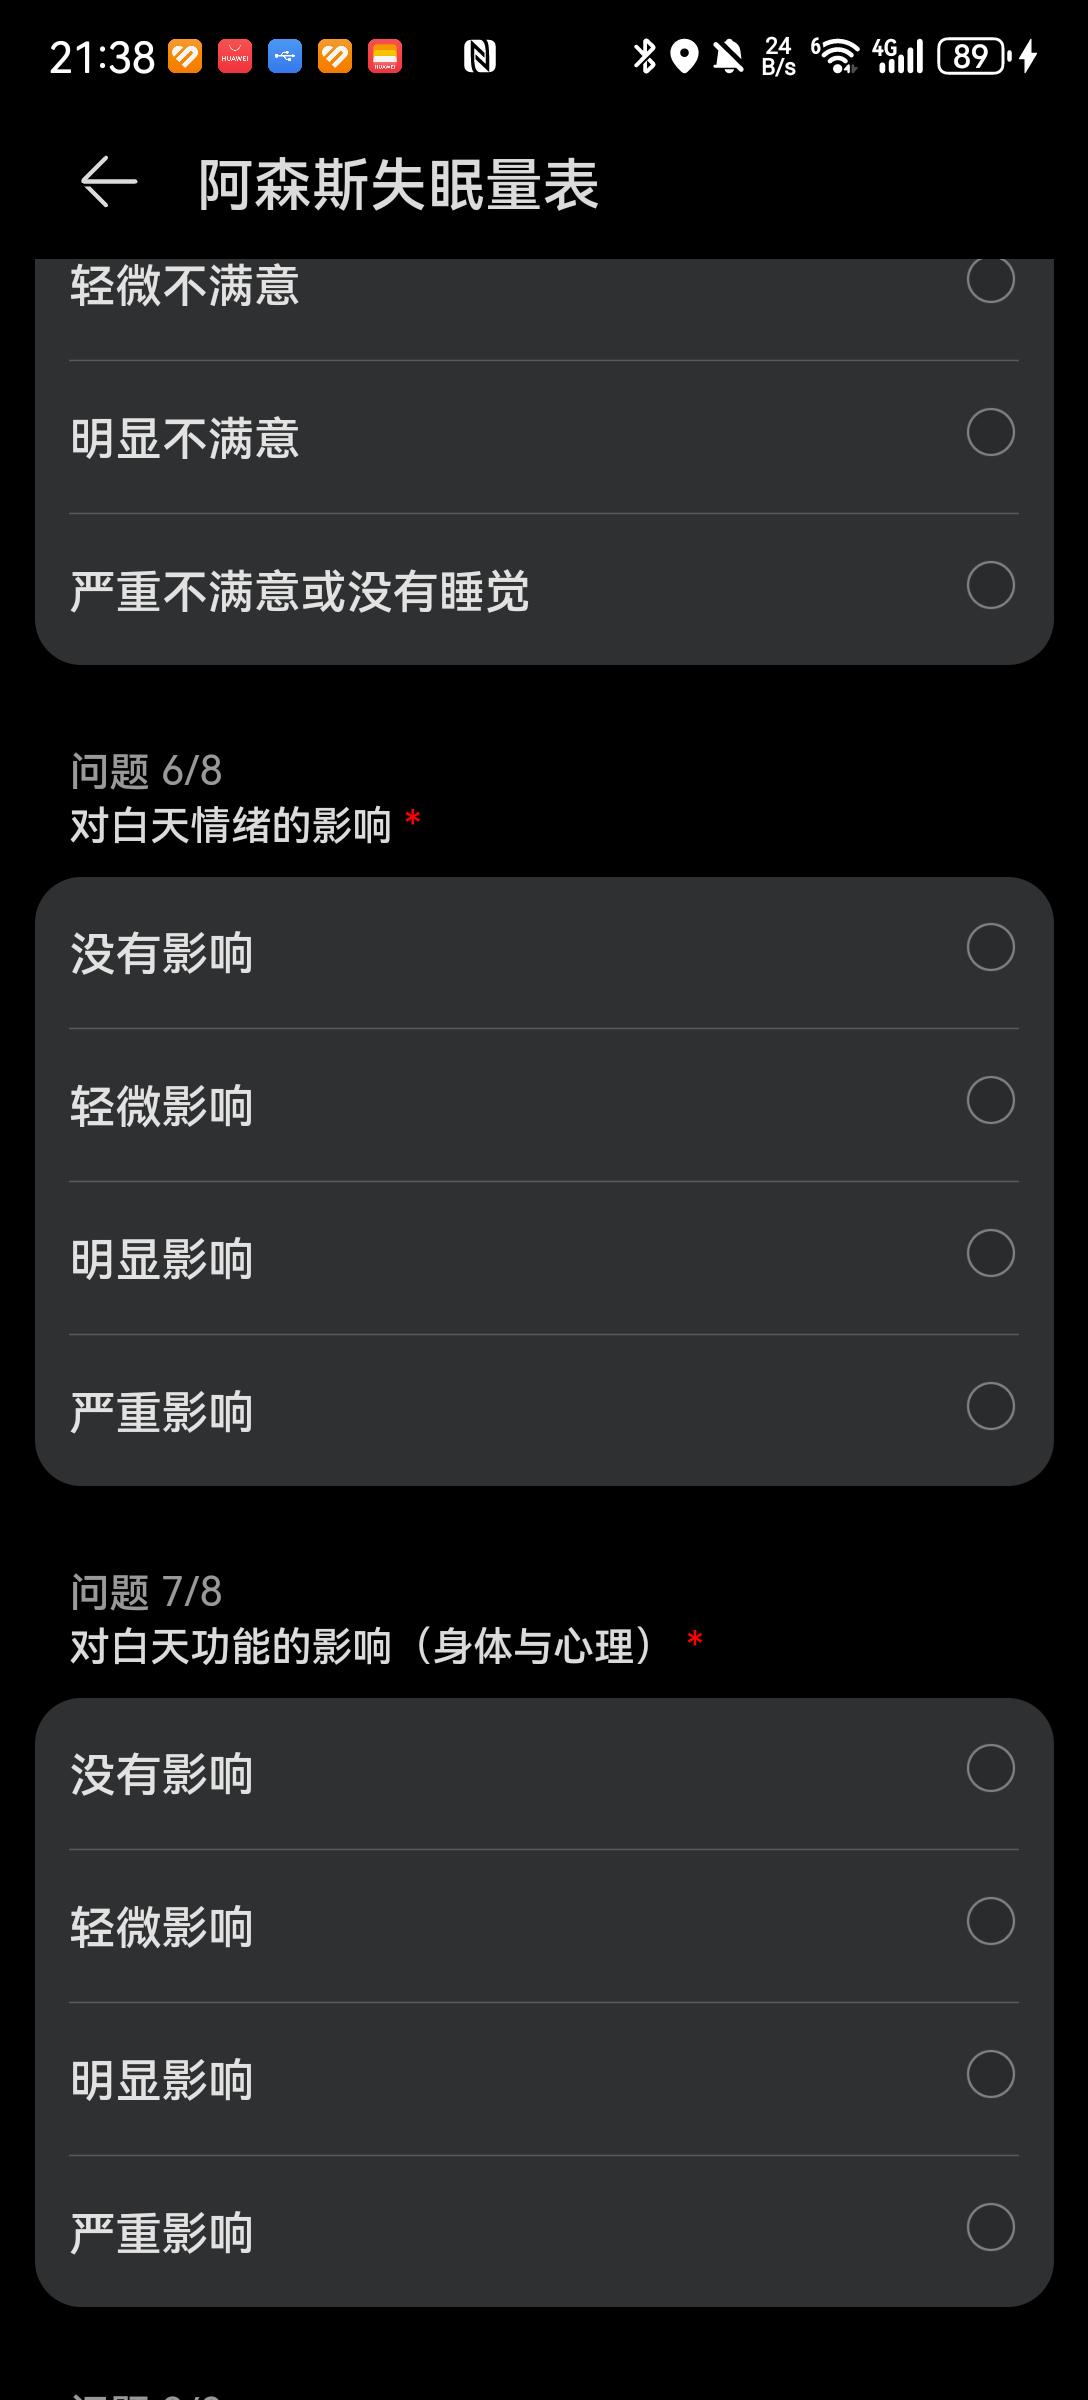 21:38 HUAWEI HUAWEI 24 B/s 6 4G 89
阿森斯失眠量表
轻微不满意
明显不满意
严重不满意或没有睡觉
问题 6/8
对白天情绪的影响 *
没有影响
轻微影响
明显影响
严重影响
问题 7/8
对白天功能的影响（身体与心理） *
没有影响
轻微影响
明显影响
严重影响